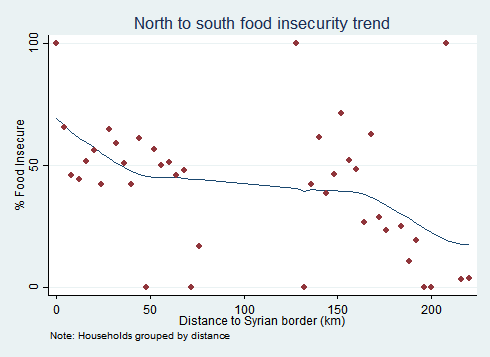 North to south food insecurity trend
% Food Insecure
100
50
0
0 50 100 150 200
Distance to Syrian border (km)
Note: Households grouped by distance